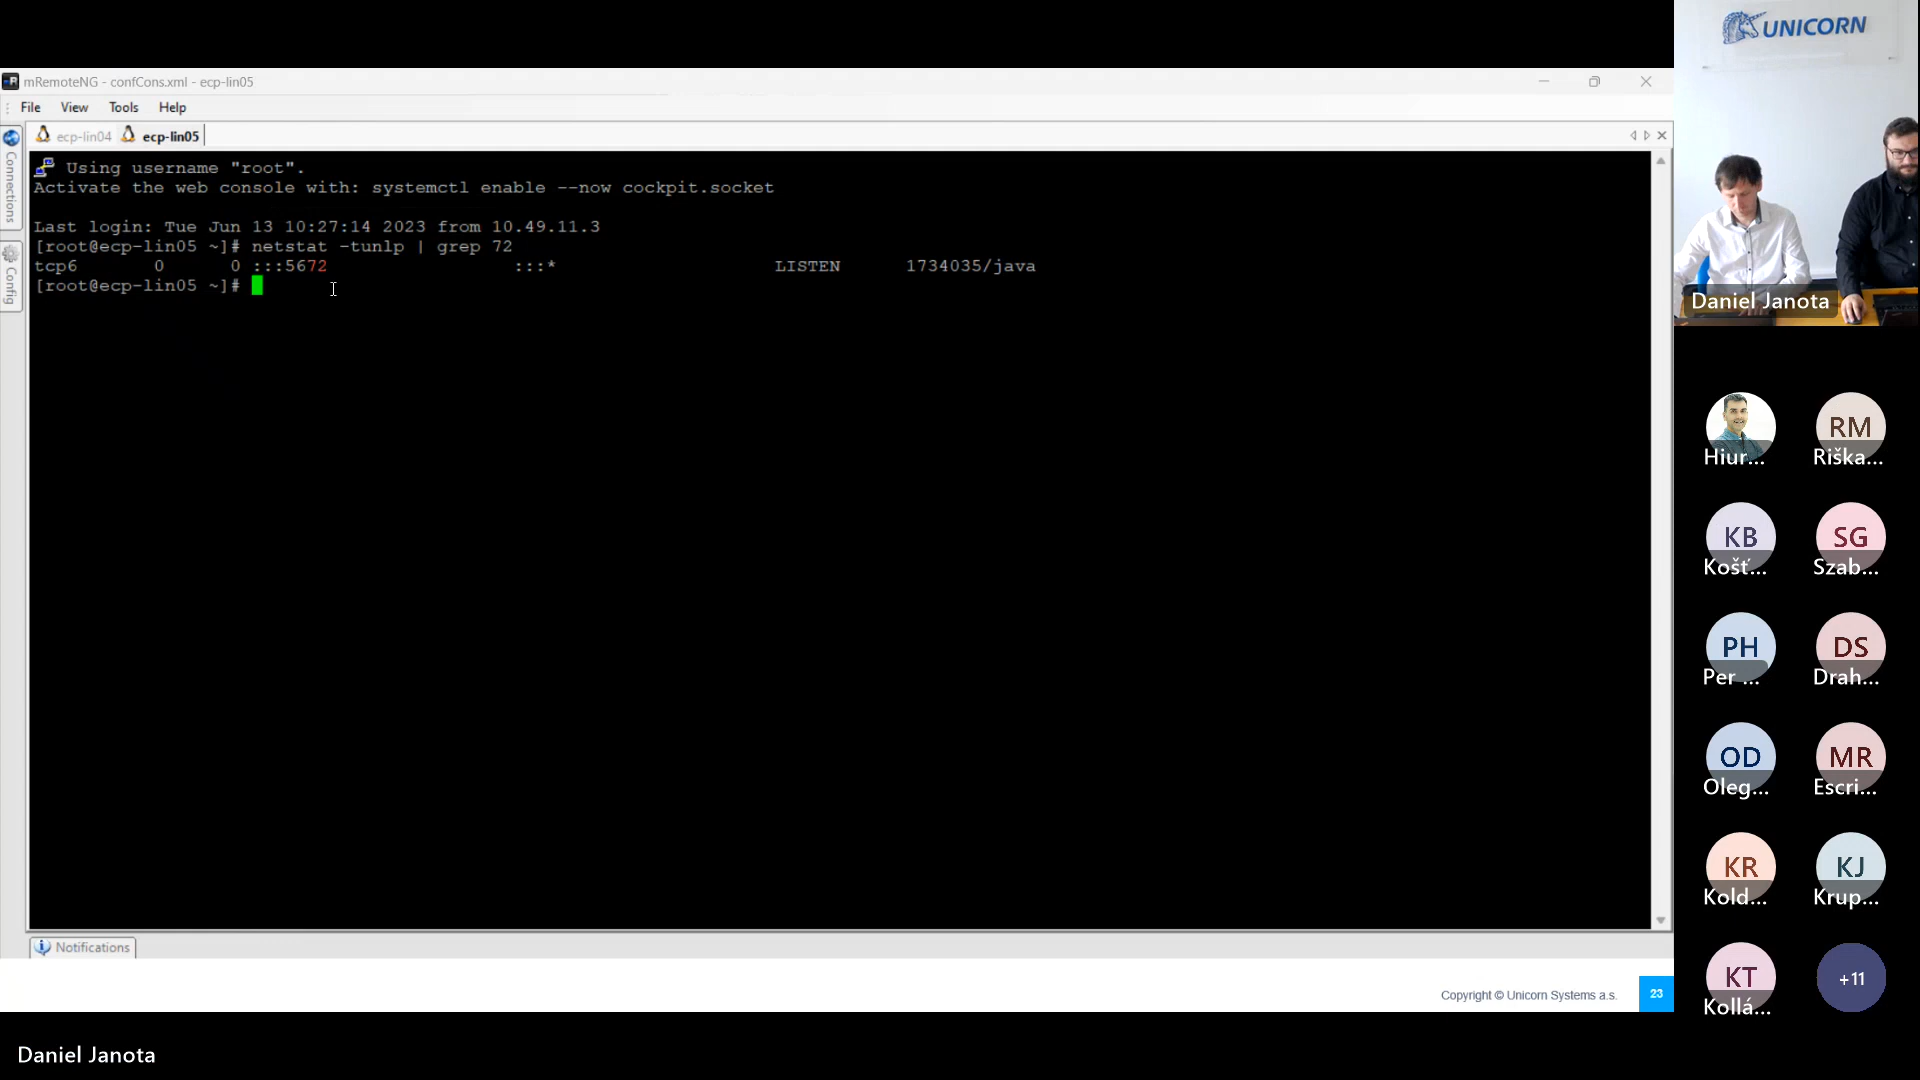 UNICORN
mRemoteNG - confCons.xml - ecp-lin05
File View Tools Help
ecp-lin04 ecp-lin05
Connections
Config
Using username "root".
Activate the web console with: systemctl enable --now cockpit.socket
Last login: Tue Jun 13 10:27:14 2023 from 10.49.11.3
[root@ecp-lin05 ~]# netstat -tunlp | grep 72
tcp6 0 0 :::5672 :::* LISTEN 1734035/java
[root@ecp-lin05 ~]#
Notifications
Copyright © Unicorn Systems a.s. 23
Daniel Janota
Daniel Janota
Hiur...
RM
Riška...
KB
Košť...
SG
Szab...
PH
Per ...
DS
Drah...
OD
Oleg...
MR
Escri...
KR
Kold...
KJ
Krup...
KT
Kollá...
+11